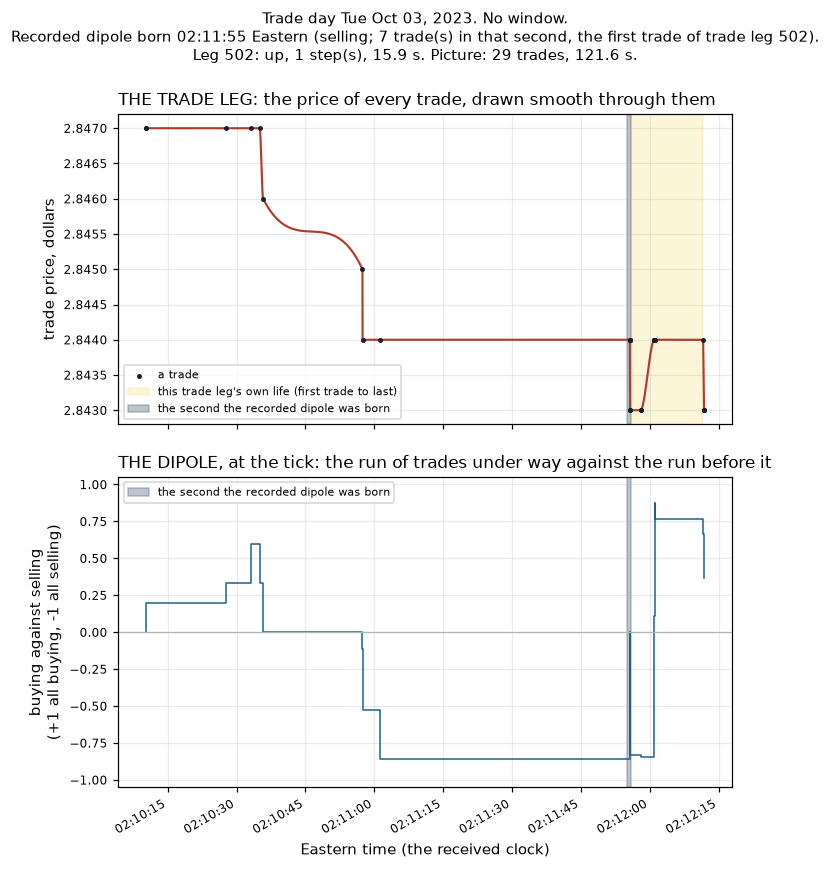 Trade day Tue Oct 03, 2023. No window.
Recorded dipole born 02:11:55 Eastern (selling; 7 trade(s) in that second, the first trade of trade leg 502).
Leg 502: up, 1 step(s), 15.9 s. Picture: 29 trades, 121.6 s.
THE TRADE LEG: the price of every trade, drawn smooth through them
trade price, dollars
2.8470
2.8465
2.8460
2.8455
2.8450
2.8445
2.8440
2.8435
2.8430
a trade
this trade leg's own life (first trade to last)
the second the recorded dipole was born
THE DIPOLE, at the tick: the run of trades under way against the run before it
buying against selling
(+1 all buying, -1 all selling)
1.00
0.75
0.50
0.25
0.00
−0.25
−0.50
−0.75
−1.00
the second the recorded dipole was born
02:10:15
02:10:30
02:10:45
02:11:00
02:11:15
02:11:30
02:11:45
02:12:00
02:12:15
Eastern time (the received clock)